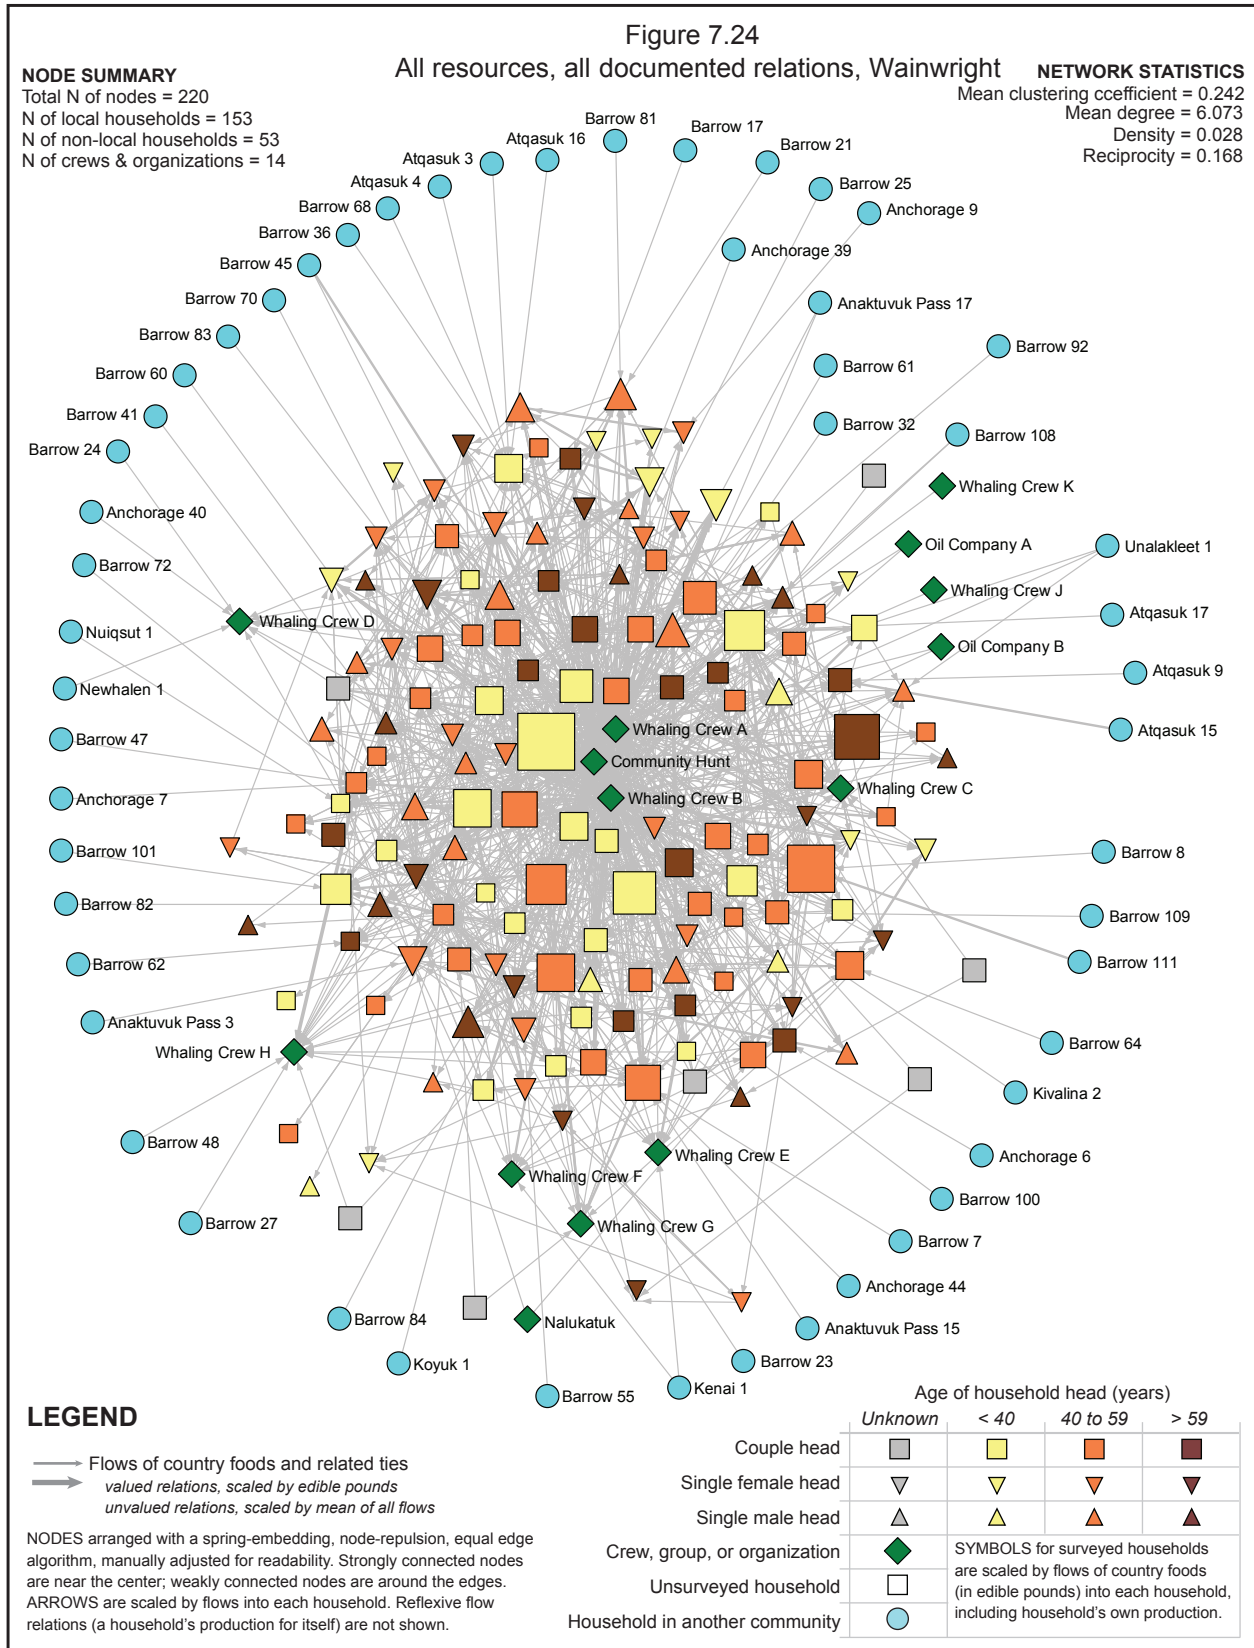 Figure 7.24
All resources, all documented relations, Wainwright
NODE SUMMARY
Total N of nodes = 220
N of local households = 153
N of non-local households = 53
N of crews & organizations = 14
NETWORK STATISTICS
Mean clustering ccefficient = 0.242
Mean degree = 6.073
Density = 0.028
Reciprocity = 0.168
Barrow 81
Barrow 17
Atqasuk 16
Barrow 21
Atqasuk 3
Atqasuk 4
Barrow 25
Barrow 68
Anchorage 9
Barrow 36
Anchorage 39
Barrow 45
Barrow 70
Anaktuvuk Pass 17
Barrow 83
Barrow 92
Barrow 60
Barrow 61
Barrow 41
Barrow 32
Barrow 108
Barrow 24
Whaling Crew K
Anchorage 40
Oil Company A
Unalakleet 1
Barrow 72
Whaling Crew J
Atqasuk 17
Whaling Crew D
Nuiqsut 1
Oil Company B
Atqasuk 9
Newhalen 1
Whaling Crew A
Atqasuk 15
Barrow 47
Community Hunt
Whaling Crew C
Anchorage 7
Whaling Crew B
Barrow 101
Barrow 8
Barrow 82
Barrow 109
Barrow 62
Barrow 111
Anaktuvuk Pass 3
Barrow 64
Whaling Crew H
Kivalina 2
Barrow 48
Whaling Crew E
Anchorage 6
Whaling Crew F
Barrow 100
Barrow 27
Whaling Crew G
Barrow 7
Anchorage 44
Barrow 84
Nalukatuk
Anaktuvuk Pass 15
Koyuk 1
Barrow 23
Barrow 55
Kenai 1
LEGEND
Flows of country foods and related ties
valued relations, scaled by edible pounds
unvalued relations, scaled by mean of all flows
NODES arranged with a spring-embedding, node-repulsion, equal edge
algorithm, manually adjusted for readability. Strongly connected nodes
are near the center; weakly connected nodes are around the edges.
ARROWS are scaled by flows into each household. Reflexive flow
relations (a household's production for itself) are not shown.
Age of household head (years)
Unknown < 40 40 to 59 > 59
Couple head
Single female head
Single male head
Crew, group, or organization
Unsurveyed household
Household in another community
SYMBOLS for surveyed households
are scaled by flows of country foods
(in edible pounds) into each household,
including household's own production.